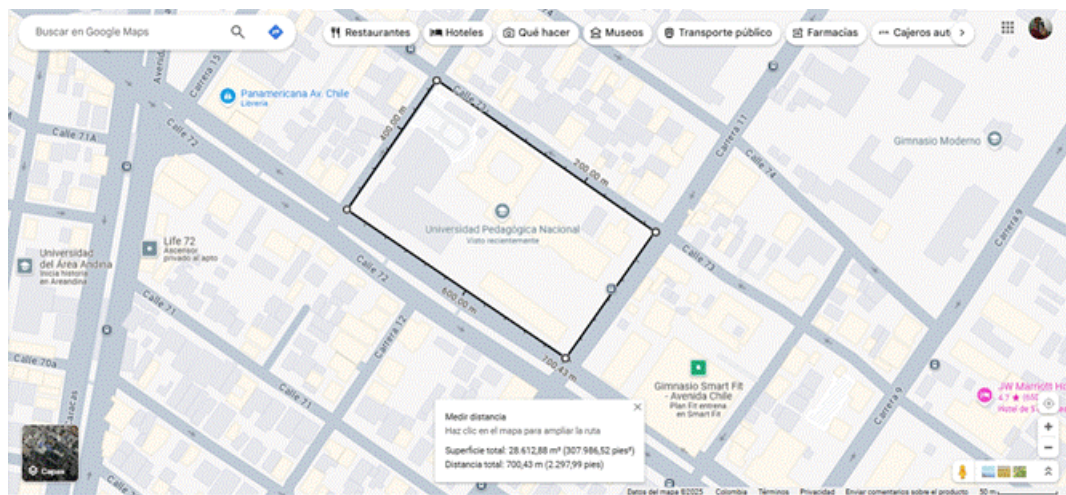 Buscar en Google Maps
Restaurantes
Hoteles
Qué hacer
Museos
Transporte público
Farmacias
Cajeros aut
Avenida
Carrera 15
Panamericana Av. Chile
Librería
Calle 71A
Calle 72
400,00 m
Calle 73
200,00 m
Carrera 11
Calle 74
Gimnasio Moderno
Carrera 9
Universidad Pedagógica Nacional
Visto recientemente
Universidad
del Área Andina
Inicia historia
en Areandina
Life 72
Ascensor
privado al apto
Calle 72
Calle 73
600,00 m
Calle 71
Carrera 12
700,43 m
Calle 70a
Calle 71
Caracas
Gimnasio Smart Fit
- Avenida Chile
Plan Fit entrena
en Smart Fit
Carrera 9
JW Marriott Ho
4,7
Hotel de 5
Medir distancia
Haz clic en el mapa para ampliar la ruta
Superficie total: 28.612,88 m² (307.986,52 pies²)
Distancia total: 700,43 m (2.297,99 pies)
Capas
Datos del mapa ©2025 Colombia Términos Privacidad Enviar comentarios sobre el producto 50 m